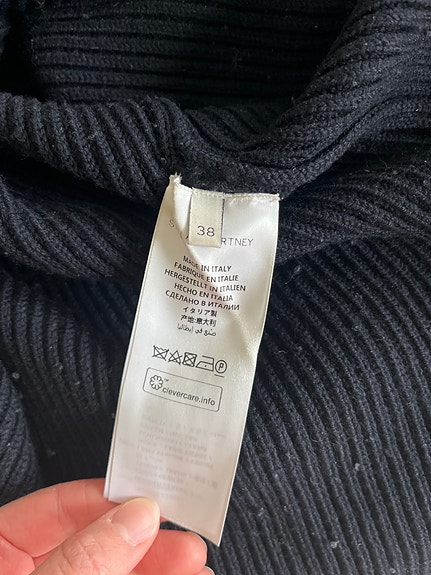 38
S RTNEY
MADE IN ITALY
FABRIQUÉ EN ITALIE
HERGESTELLT IN ITALIEN
HECHO EN ITALIA
СДЕЛАНО В ИТАЛИИ
イタリア製
产地:意大利
صنع في إيطاليا
P
clevercare.info